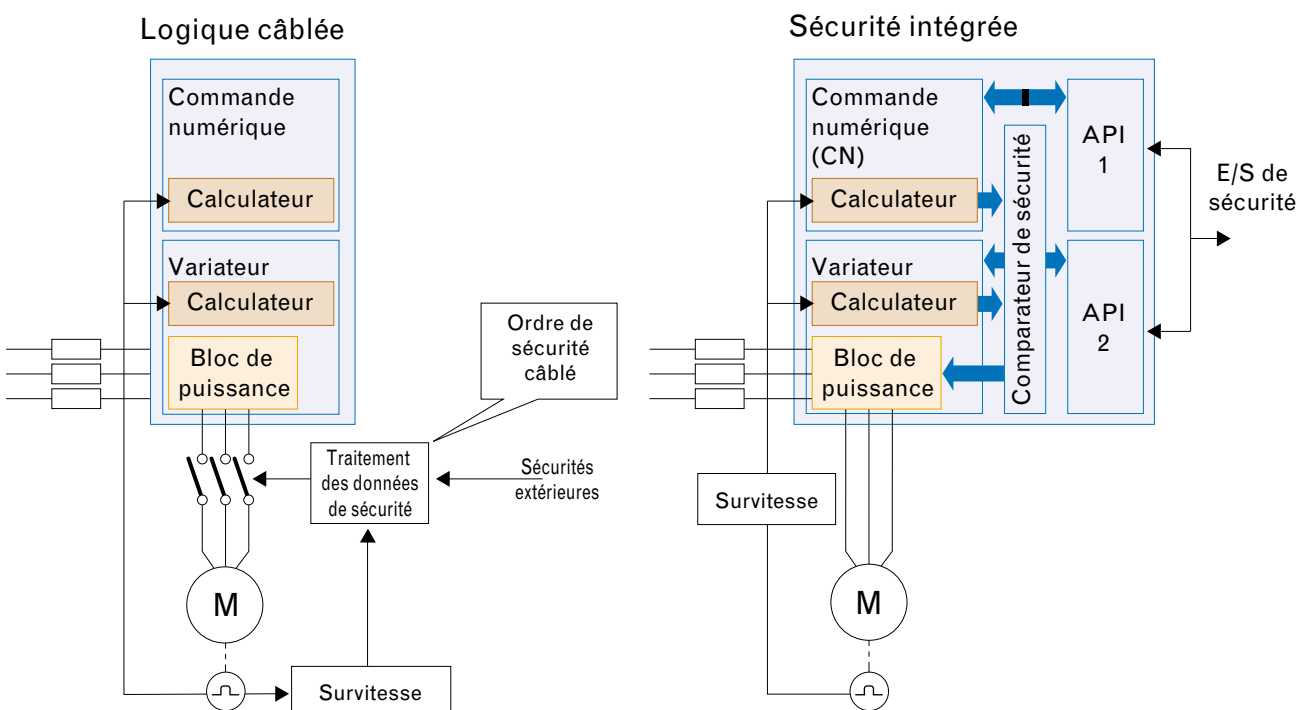 Logique câblée
Commande
numérique
Calculateur
Variateur
Calculateur
Bloc de
puissance
Ordre de
sécurité
câblé
Traitement
des données
de sécurité
Sécurités
extérieures
M
Survitesse
Sécurité intégrée
Commande
numérique
(CN)
Calculateur
Variateur
Calculateur
Bloc de
puissance
Comparateur de sécurité
API
1
API
2
E/S de
sécurité
Survitesse
M